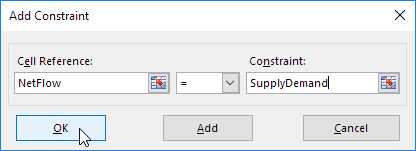 Add Constraint
Cell Reference: Constraint:
NetFlow = SupplyDemand
OK Add Cancel